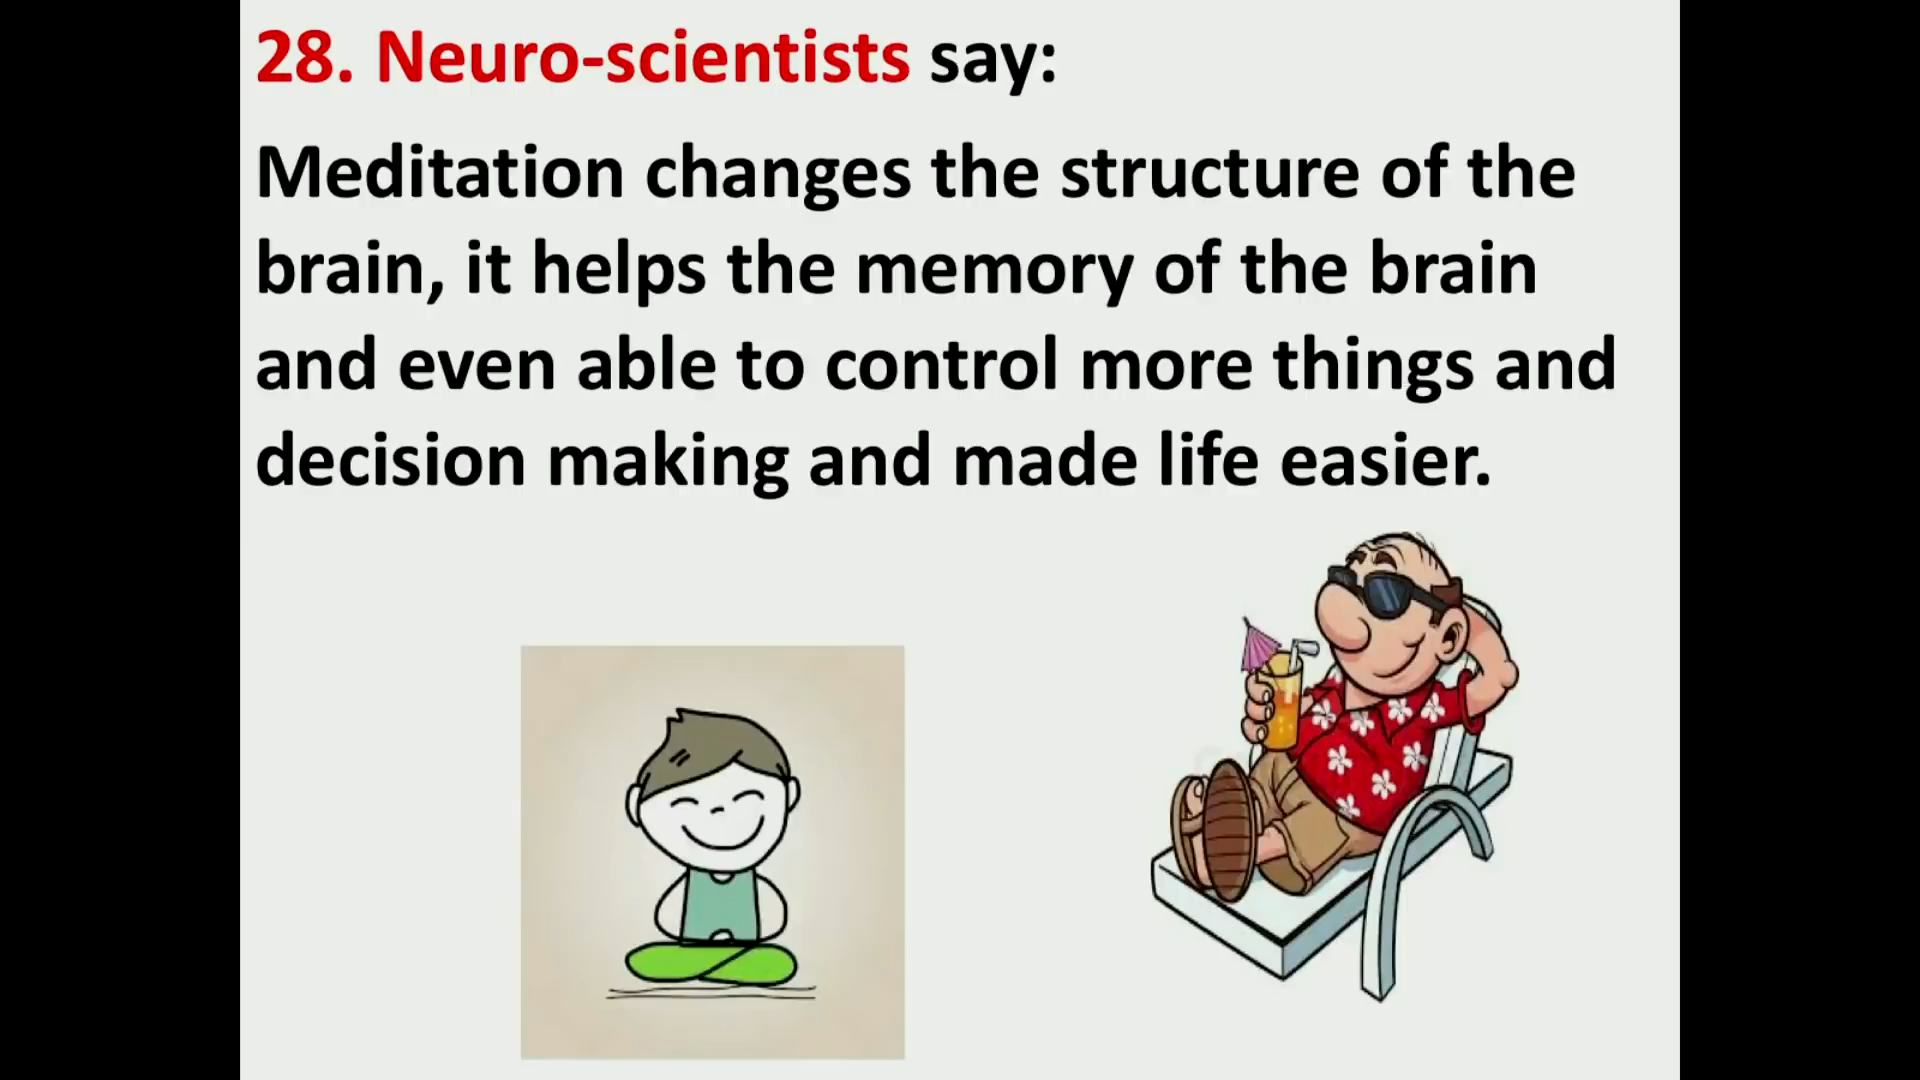 28. Neuro-scientists say:
Meditation changes the structure of the
brain, it helps the memory of the brain
and even able to control more things and
decision making and made life easier.